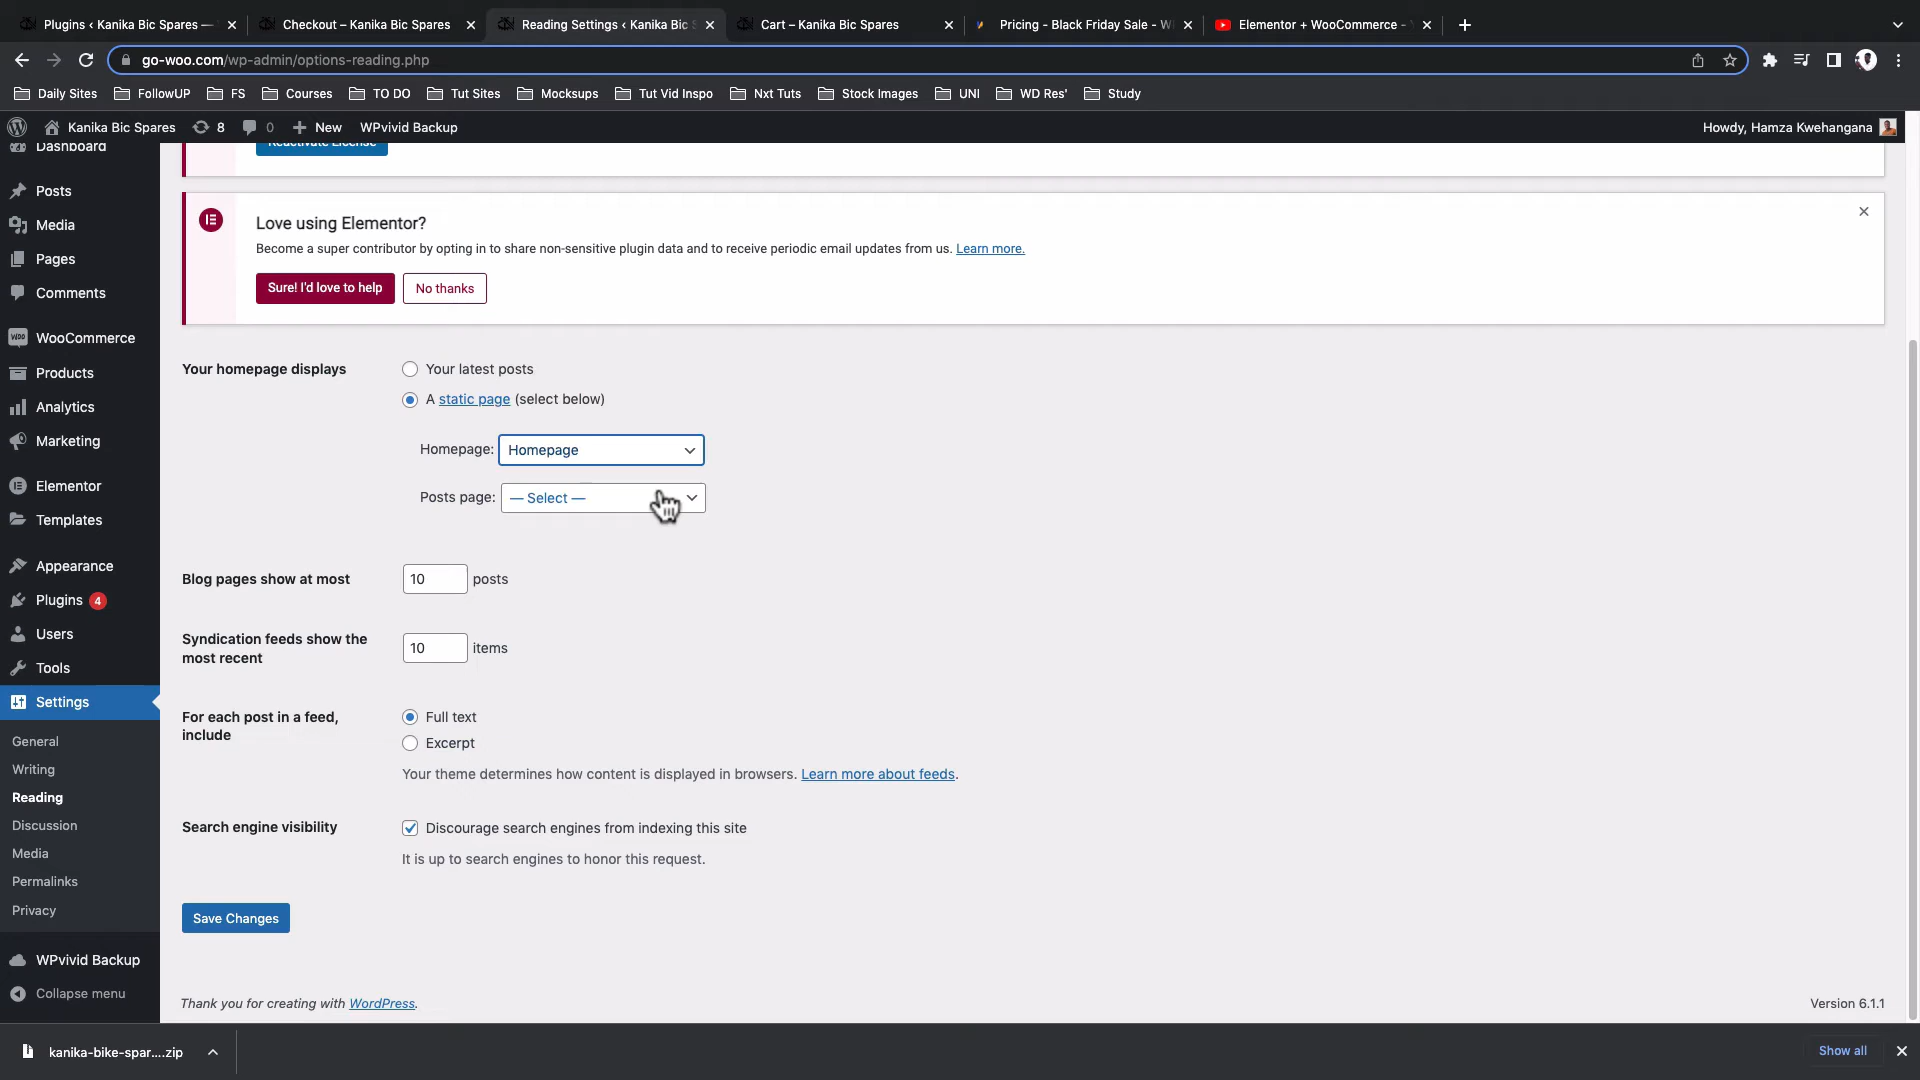 Plugins ‹ Kanika Bic Spares —
Checkout – Kanika Bic Spares
Reading Settings ‹ Kanika Bic S
Cart – Kanika Bic Spares
Pricing - Black Friday Sale - W
Elementor + WooCommerce -
go-woo.com/wp-admin/options-reading.php
Daily Sites
FollowUP
FS
Courses
TO DO
Tut Sites
Mocksups
Tut Vid Inspo
Nxt Tuts
Stock Images
UNI
WD Res'
Study
Kanika Bic Spares
8
0
New
WPvivid Backup
Howdy, Hamza Kwehangana
Dashboard
Posts
Media
Pages
Comments
WooCommerce
Products
Analytics
Marketing
Elementor
Templates
Appearance
Plugins 4
Users
Tools
Settings
General
Writing
Reading
Discussion
Media
Permalinks
Privacy
WPvivid Backup
Collapse menu
Reactivate License
Love using Elementor?
Become a super contributor by opting in to share non-sensitive plugin data and to receive periodic email updates from us. Learn more.
Sure! I'd love to help
No thanks
Your homepage displays
Your latest posts
A static page (select below)
Homepage: Homepage
Posts page: — Select —
Blog pages show at most
10 posts
Syndication feeds show the
most recent
10 items
For each post in a feed,
include
Full text
Excerpt
Your theme determines how content is displayed in browsers. Learn more about feeds.
Search engine visibility
Discourage search engines from indexing this site
It is up to search engines to honor this request.
Save Changes
Thank you for creating with WordPress.
Version 6.1.1
kanika-bike-spar....zip
Show all